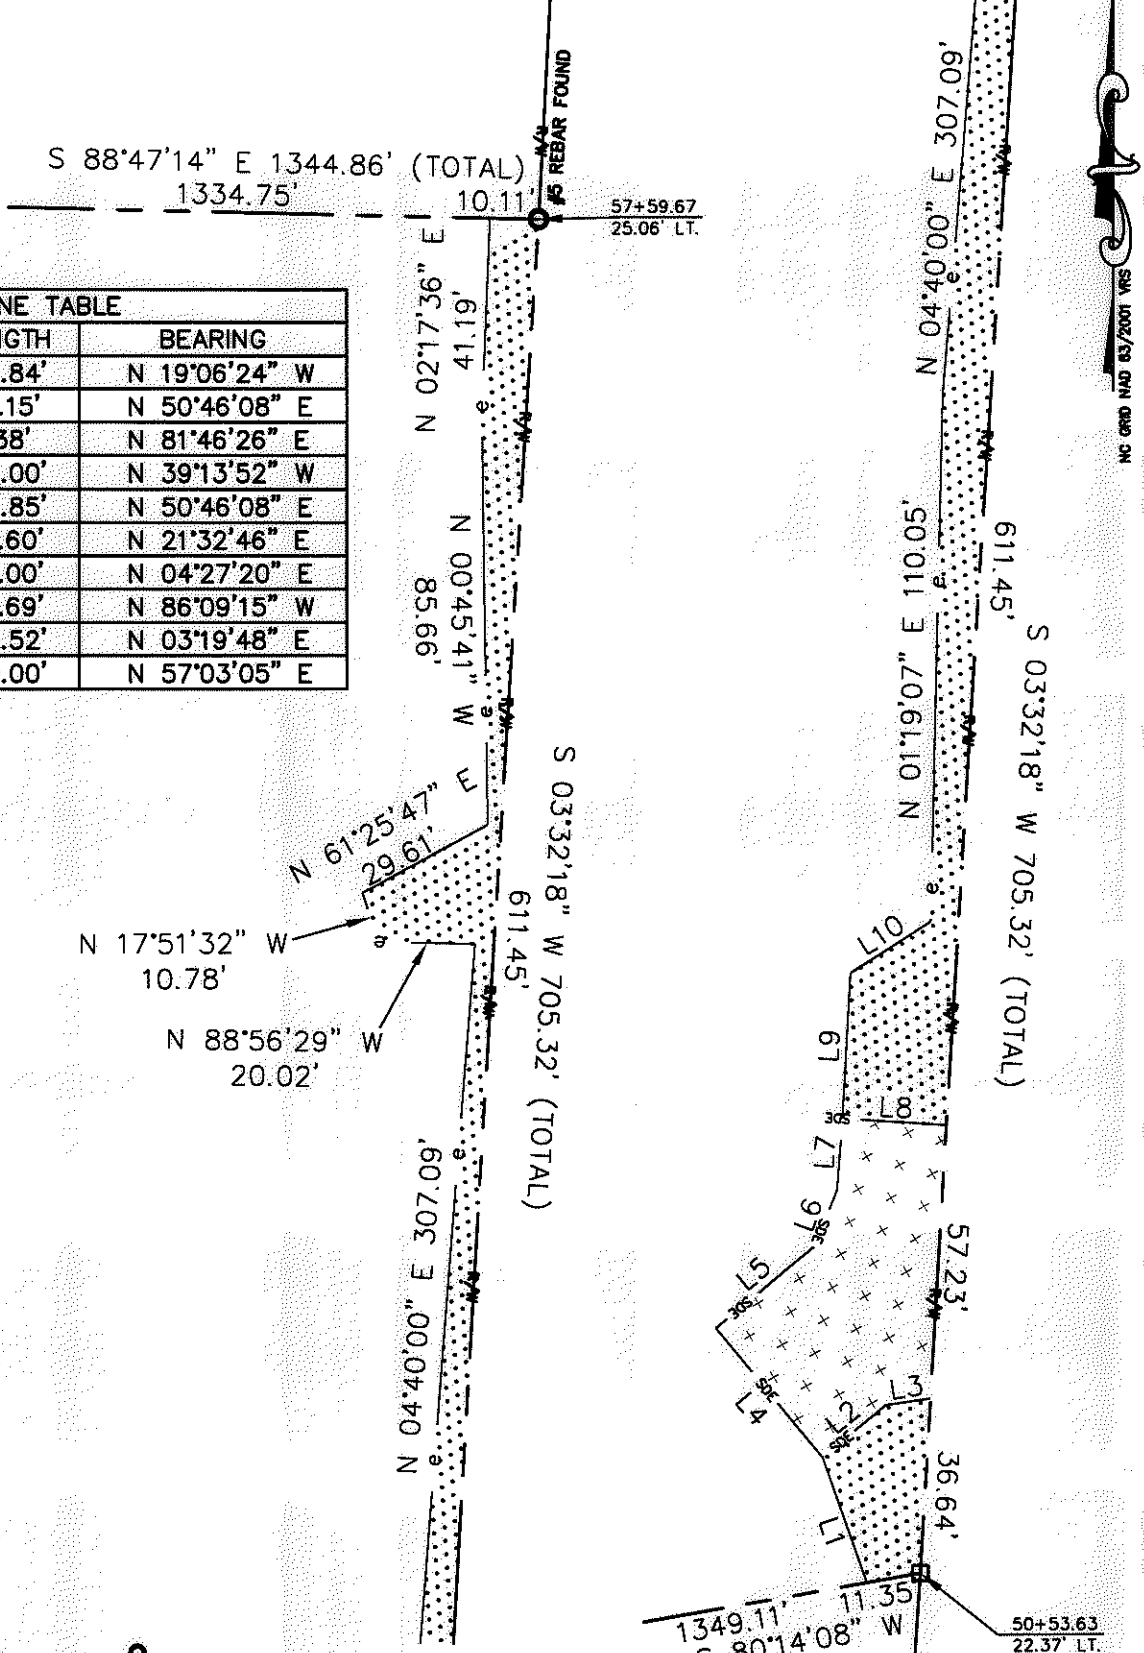 S 88°47'14" E 1344.86' (TOTAL)
1334.75'
10.11'
R/W
#5 REBAR FOUND
57+59.67
25.06' LT.
NE TABLE
BEARING
.84' N 19°06'24" W
.15' N 50°46'08" E
38' N 81°46'26" E
.00' N 39°13'52" W
.85' N 50°46'08" E
.60' N 21°32'46" E
.00' N 04°27'20" E
.69' N 86°09'15" W
.52' N 03°19'48" E
.00' N 57°03'05" E
N 02°17'36" E
41.19'
e
R/W
N 00°45'41" W
85.66'
e
R/W
N 61°25'47" E
29.61'
N 17°51'32" W
10.78'
e
N 88°56'29" W
20.02'
S 03°32'18" W 705.32' (TOTAL)
611.45'
R/W
e
N 04°40'00" E 307.09'
R/W
e
N 04°40'00" E 307.09'
R/W
e
R/W
N 01°19'07" E 110.05'
e
611.45'
S 03°32'18" W 705.32' (TOTAL)
R/W
e
L10
R/W
L9
L8
L7
L6
L5
SDE
57.23'
R/W
SDE
L4
L3
L2
SDE
36.64'
L1
11.35
1349.11'
80°14'08" W
50+53.63
22.37' LT.
NC GRID NAD 83/2001 VRS